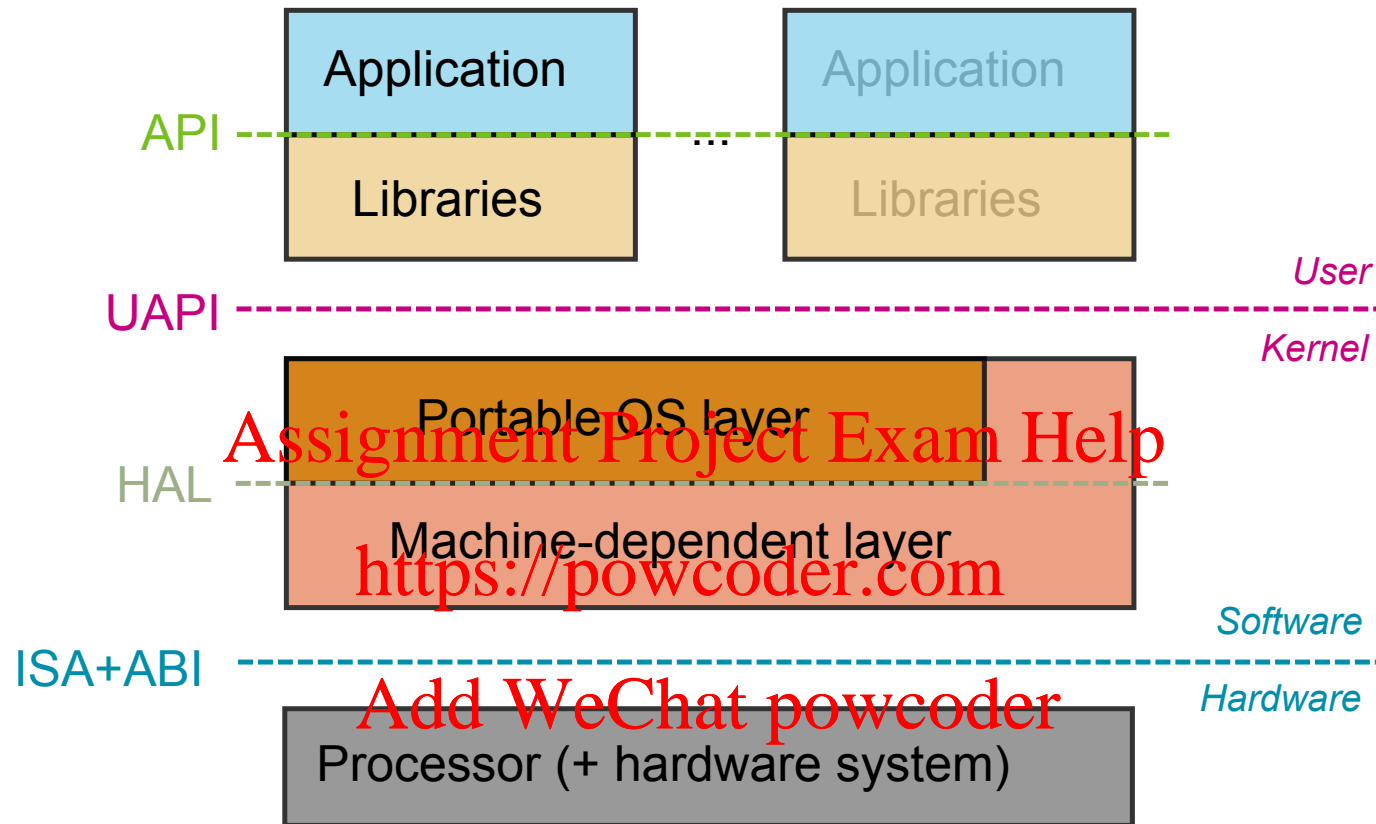 Application
Application
API
...
Libraries
Libraries
User
UAPI
Kernel
Portable OS layer
Assignment Project Exam Help
HAL
Machine-dependent layer
https://powcoder.com
Software
ISA+ABI
Hardware
Add WeChat powcoder
Processor (+ hardware system)